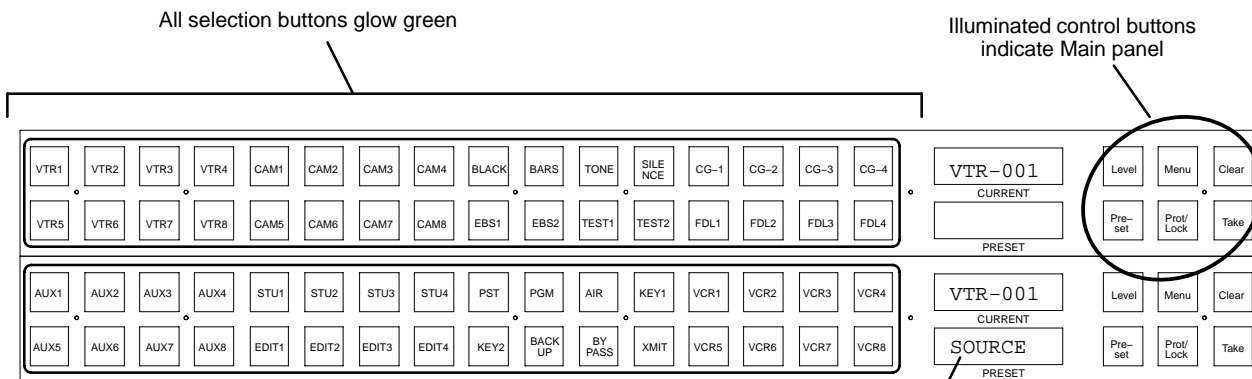 All selection buttons glow green
Illuminated control buttons
indicate Main panel
VTR1 VTR2 VTR3 VTR4 CAM1 CAM2 CAM3 CAM4 BLACK BARS TONE SILE NCE CG–1 CG–2 CG–3 CG–4 VTR–001 Level Menu Clear
CURRENT
VTR5 VTR6 VTR7 VTR8 CAM5 CAM6 CAM7 CAM8 EBS1 EBS2 TEST1 TEST2 FDL1 FDL2 FDL3 FDL4 Pre– set Prot/ Lock Take
PRESET
AUX1 AUX2 AUX3 AUX4 STU1 STU2 STU3 STU4 PST PGM AIR KEY1 VCR1 VCR2 VCR3 VCR4 VTR–001 Level Menu Clear
CURRENT
AUX5 AUX6 AUX7 AUX8 EDIT1 EDIT2 EDIT3 EDIT4 KEY2 BACK UP BY PASS XMIT VCR5 VCR6 VCR7 VCR8 SOURCE Pre– set Prot/ Lock Take
PRESET